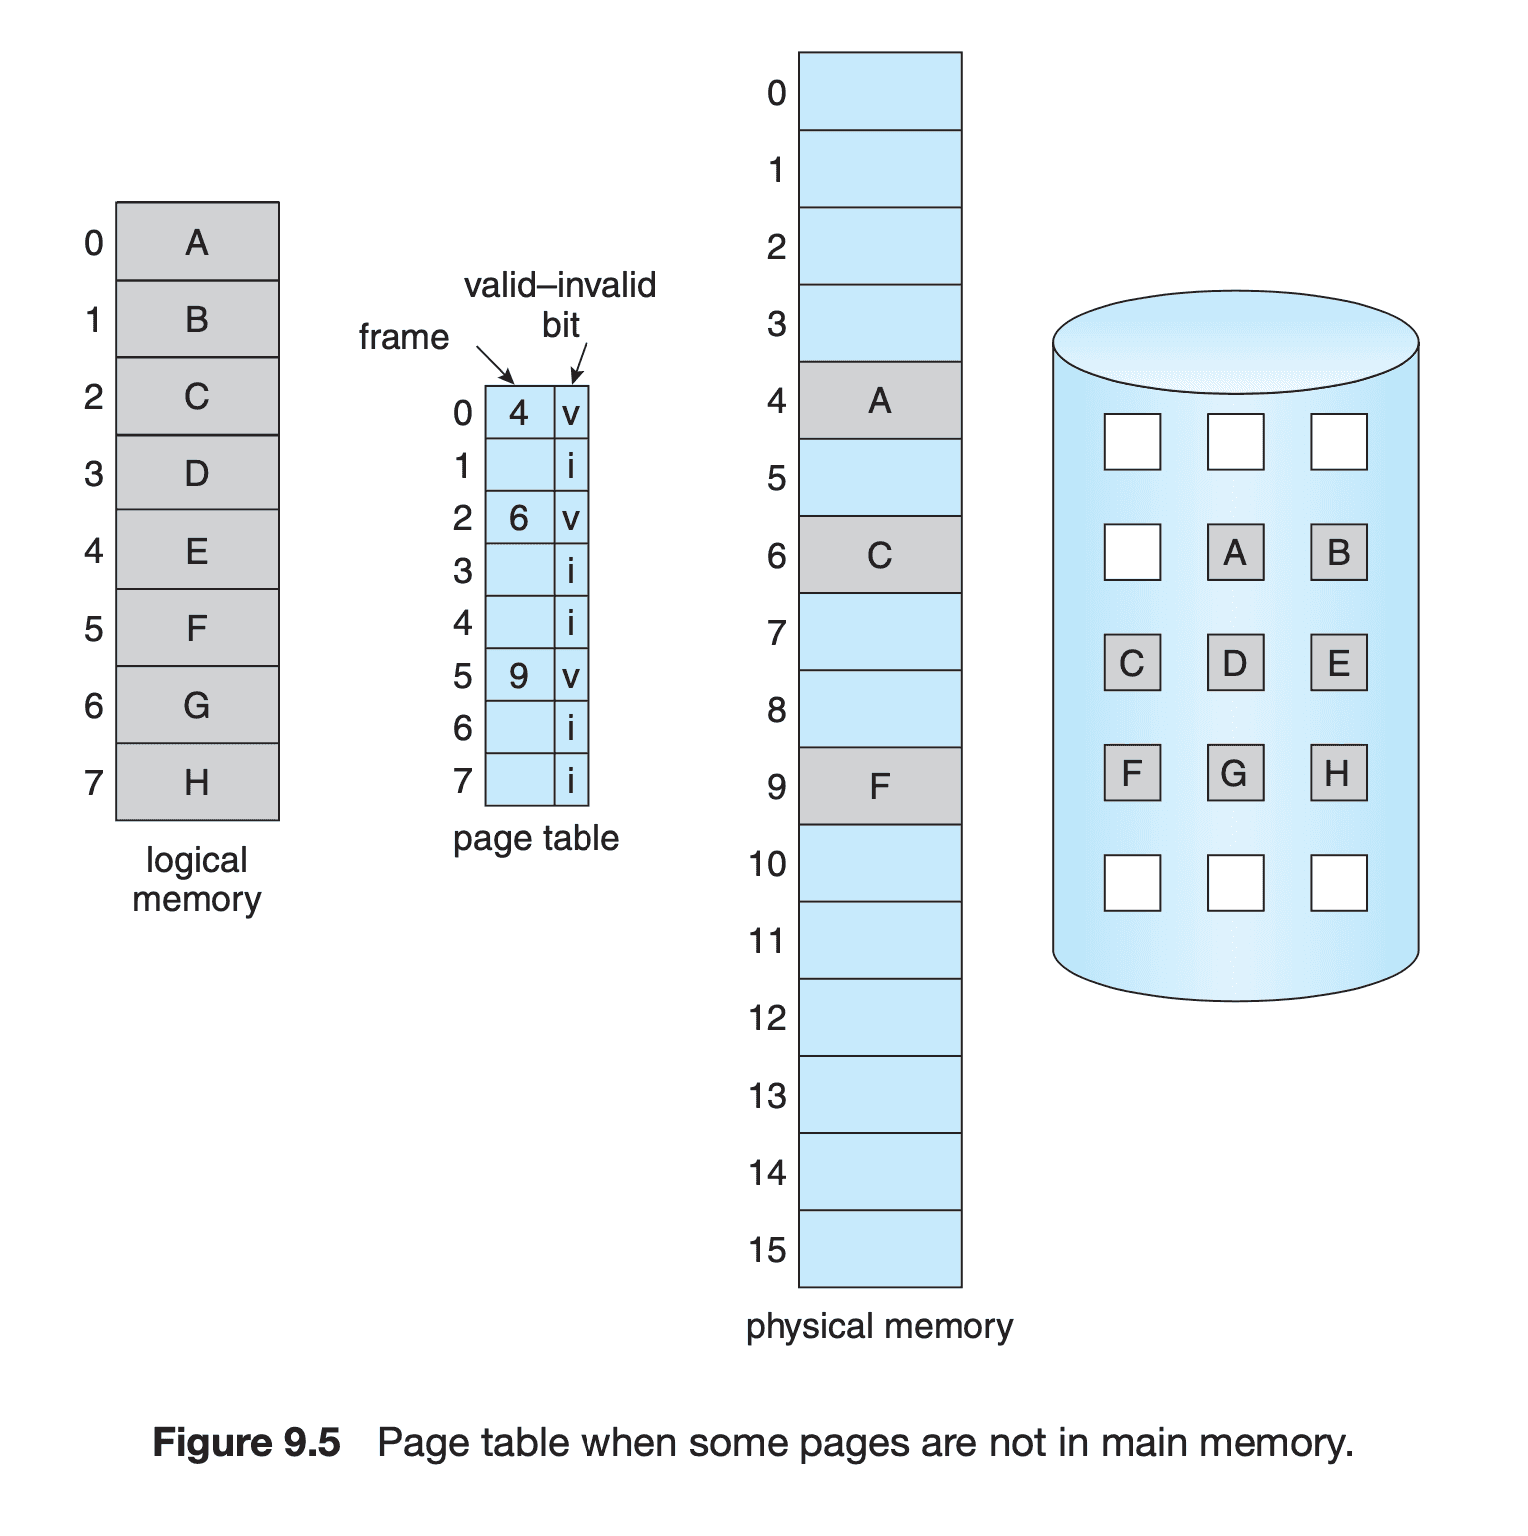 0 A
1 B
2 C
3 D
4 E
5 F
6 G
7 H
logical
memory
valid–invalid
bit
frame
0 4 v
1 i
2 6 v
3 i
4 i
5 9 v
6 i
7 i
page table
0
1
2
3
4 A
5
6 C
7
8
9 F
10
11
12
13
14
15
physical memory
A B
C D E
F G H
Figure 9.5 Page table when some pages are not in main memory.